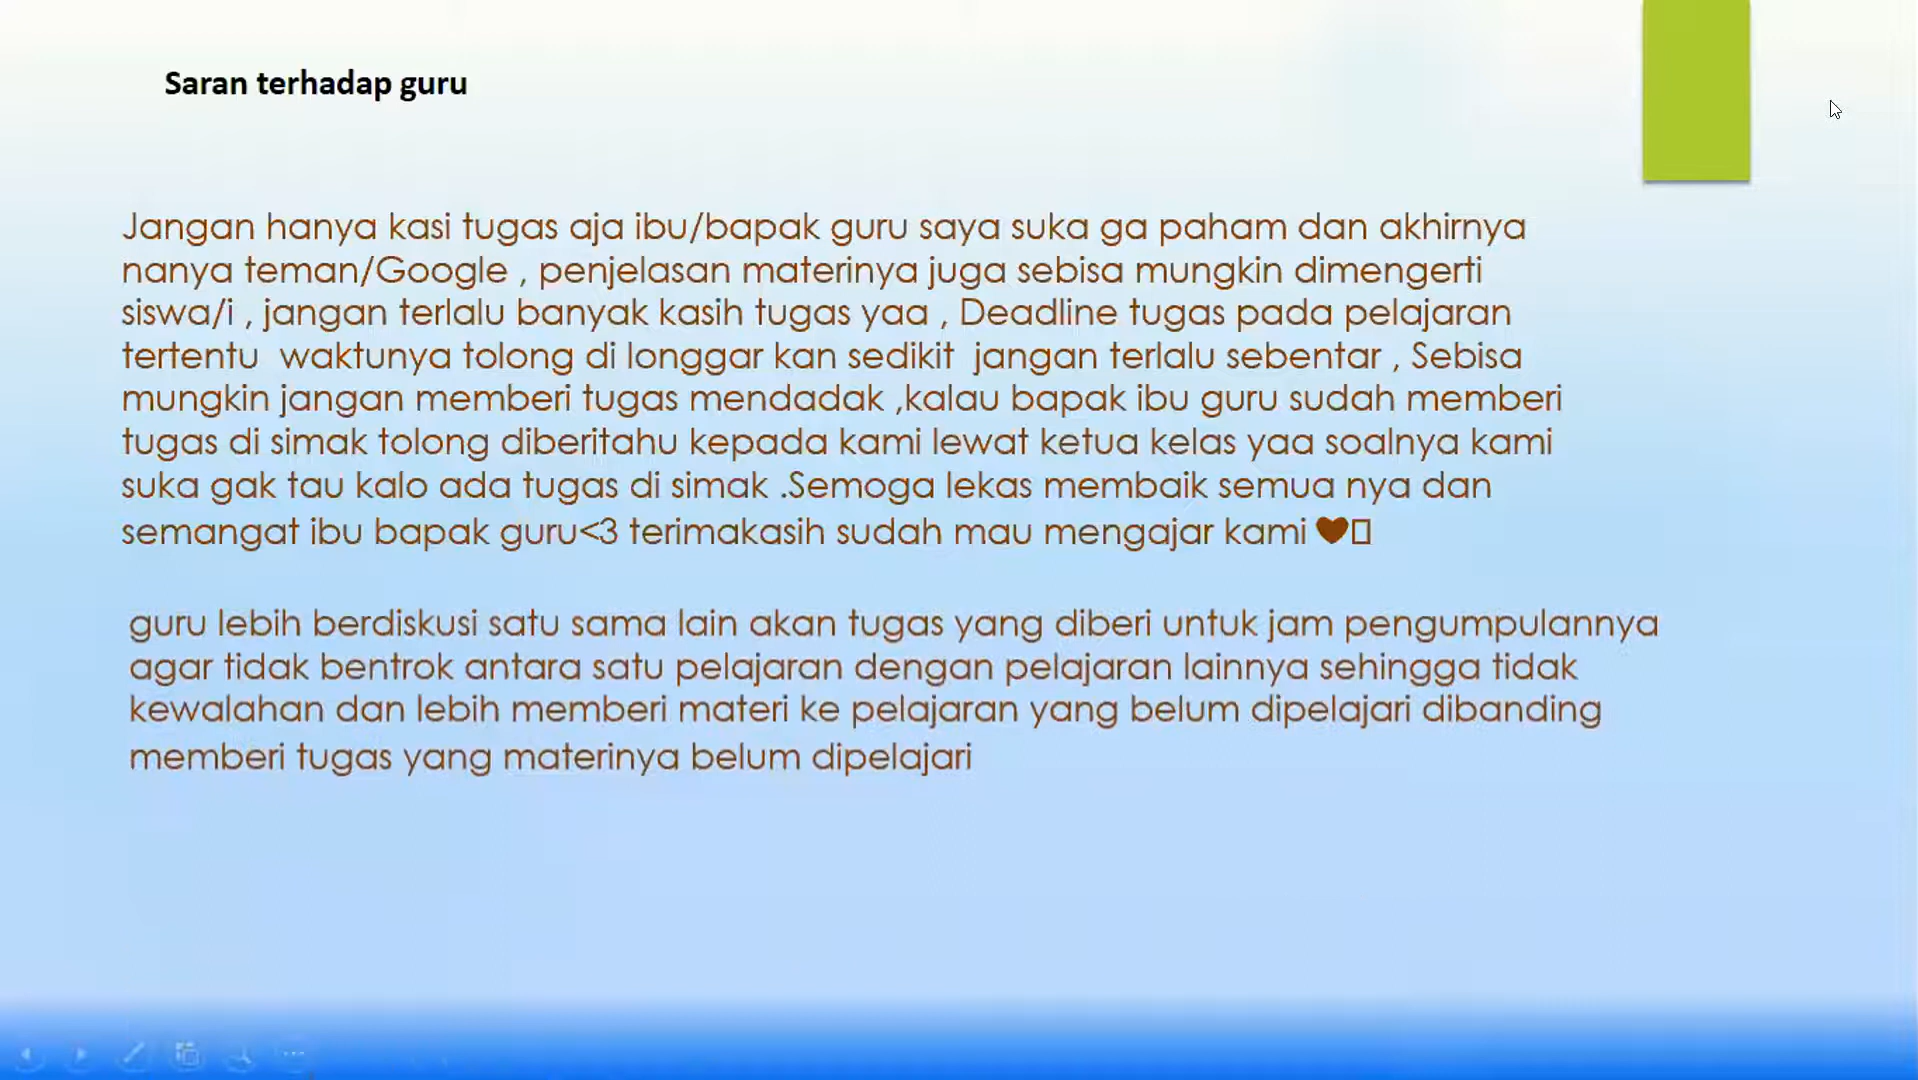 Saran terhadap guru
Jangan hanya kasi tugas aja ibu/bapak guru saya suka ga paham dan akhirnya
nanya teman/Google , penjelasan materinya juga sebisa mungkin dimengerti
siswa/i , jangan terlalu banyak kasih tugas yaa , Deadline tugas pada pelajaran
tertentu  waktunya tolong di longgar kan sedikit  jangan terlalu sebentar , Sebisa
mungkin jangan memberi tugas mendadak ,kalau bapak ibu guru sudah memberi
tugas di simak tolong diberitahu kepada kami lewat ketua kelas yaa soalnya kami
suka gak tau kalo ada tugas di simak .Semoga lekas membaik semua nya dan
semangat ibu bapak guru<3 terimakasih sudah mau mengajar kami ♥▯
guru lebih berdiskusi satu sama lain akan tugas yang diberi untuk jam pengumpulannya
agar tidak bentrok antara satu pelajaran dengan pelajaran lainnya sehingga tidak
kewalahan dan lebih memberi materi ke pelajaran yang belum dipelajari dibanding
memberi tugas yang materinya belum dipelajari